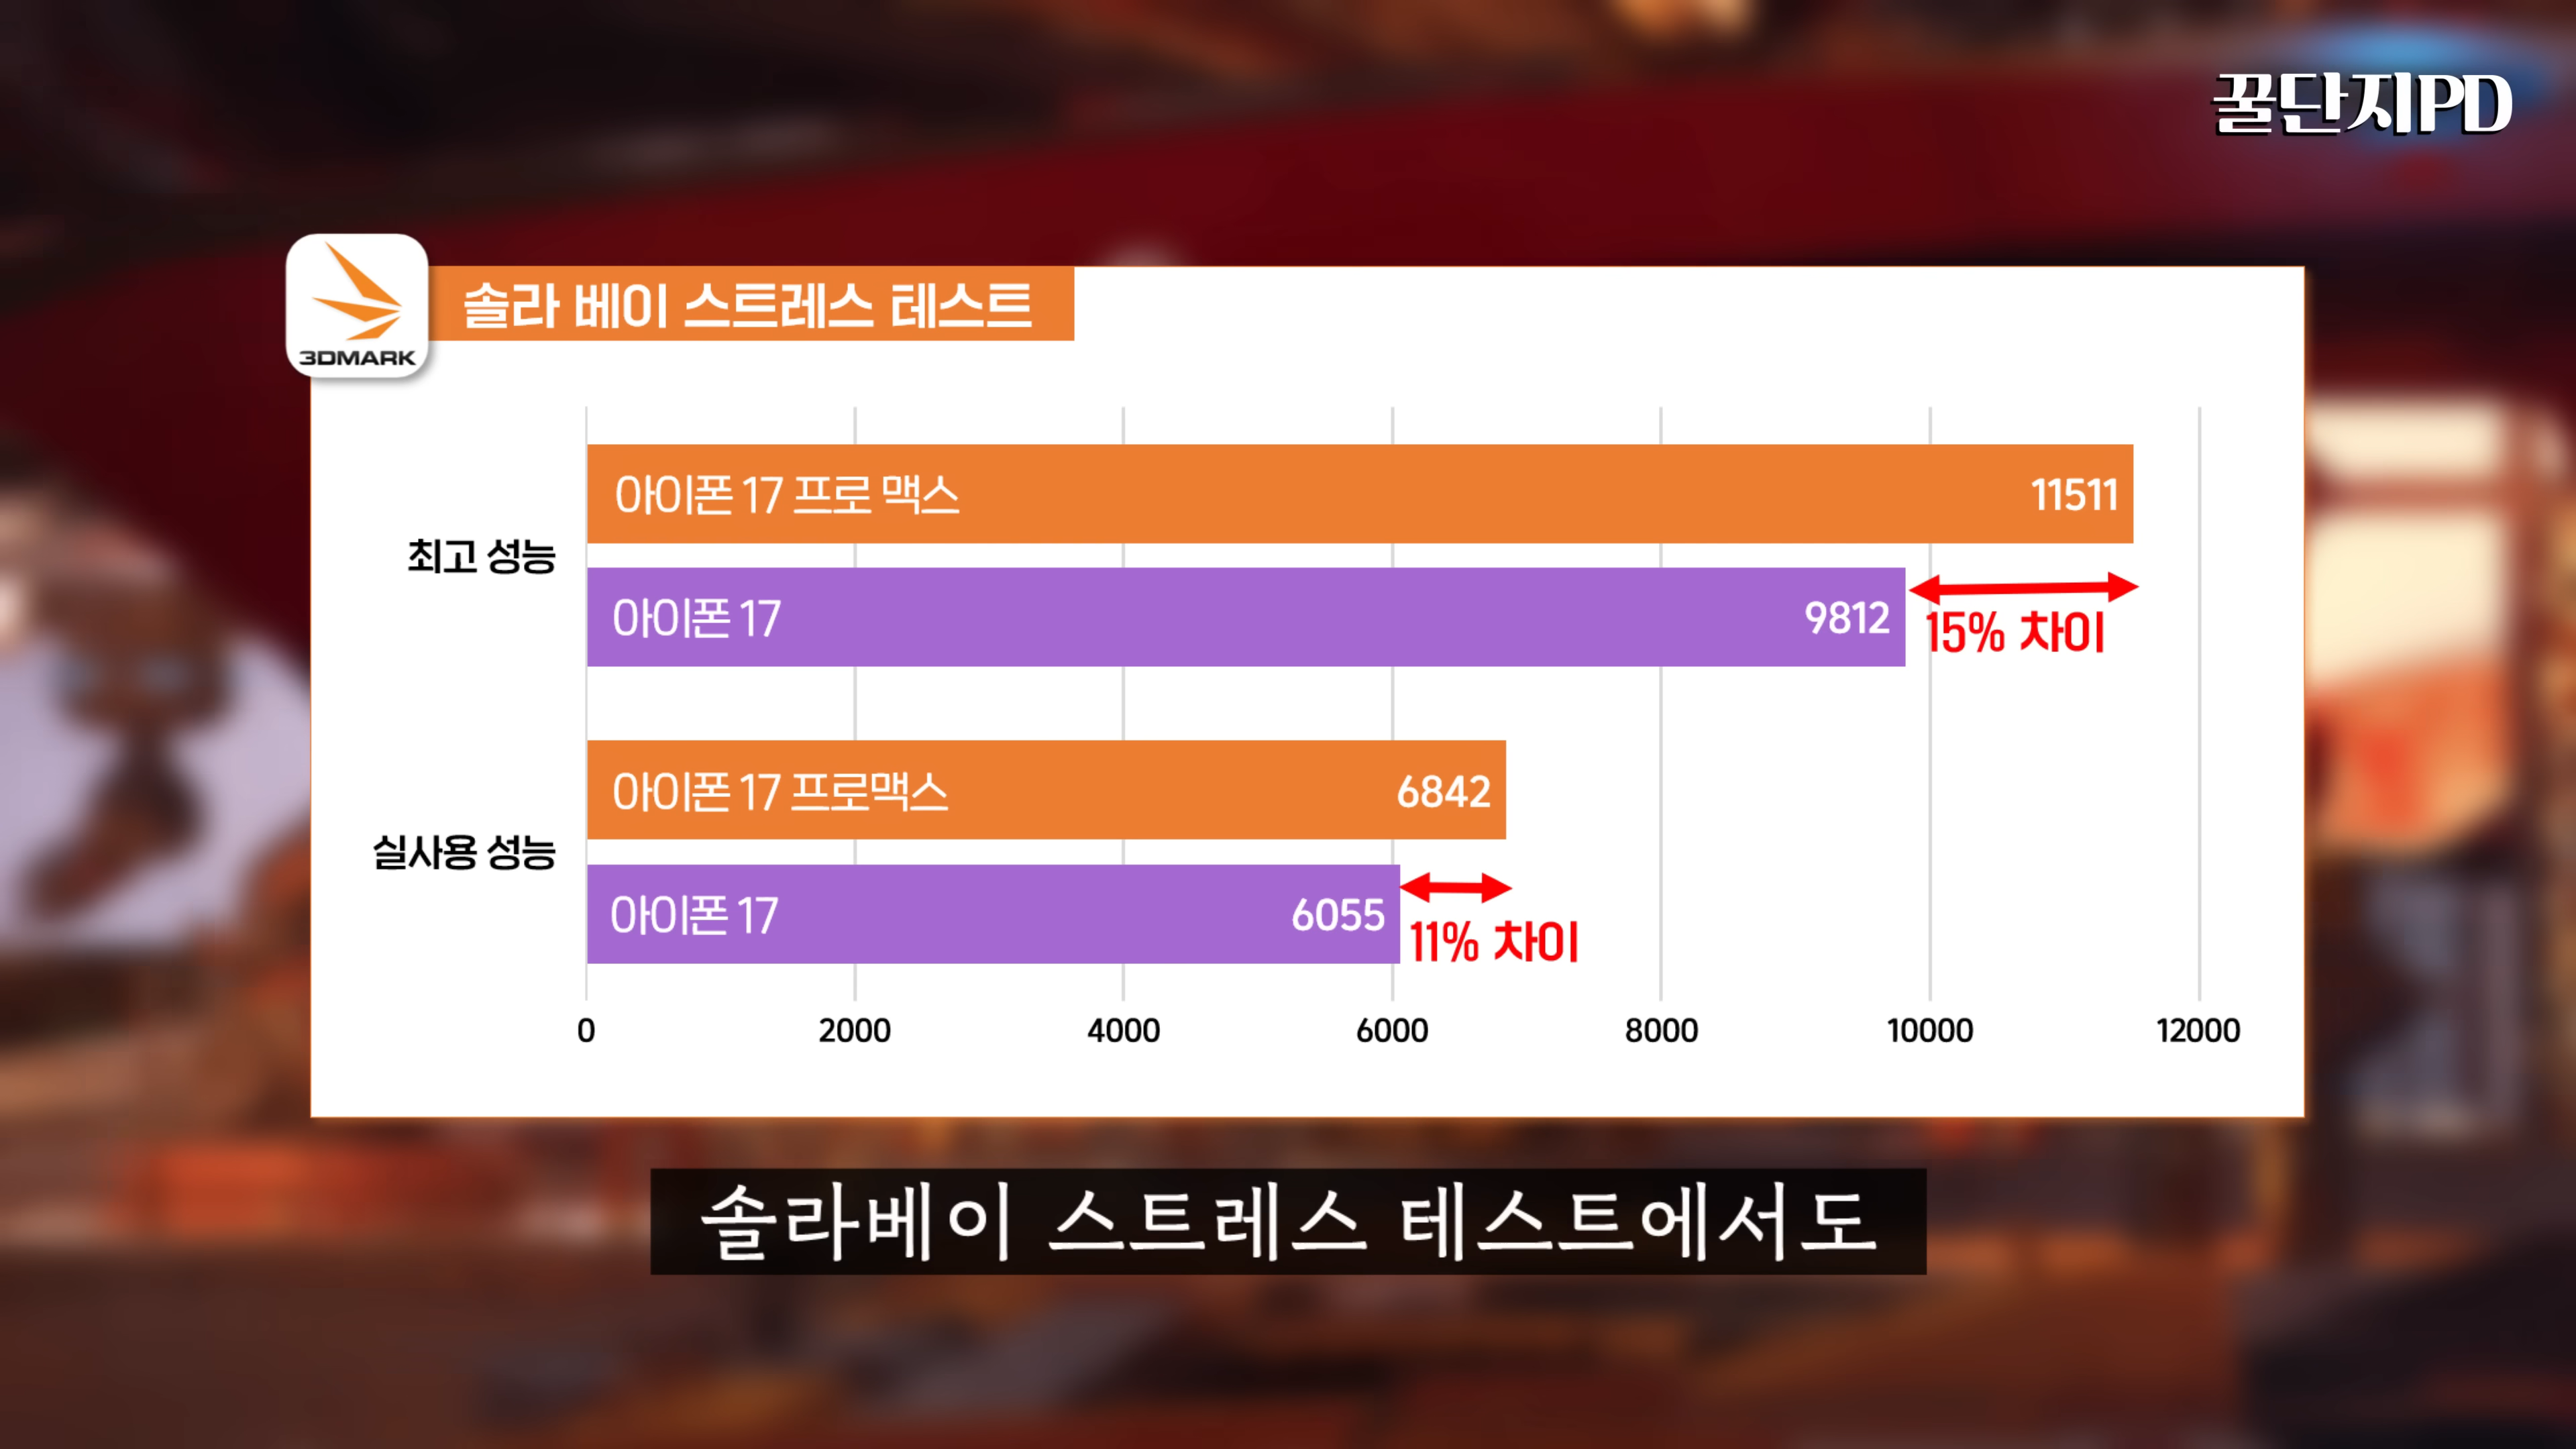 꿀단지PD
솔라 베이 스트레스 테스트
3DMARK
최고 성능
아이폰 17 프로 맥스
11511
아이폰 17
9812
15% 차이
실사용 성능
아이폰 17 프로맥스
6842
아이폰 17
6055
11% 차이
0 2000 4000 6000 8000 10000 12000
솔라베이 스트레스 테스트에서도